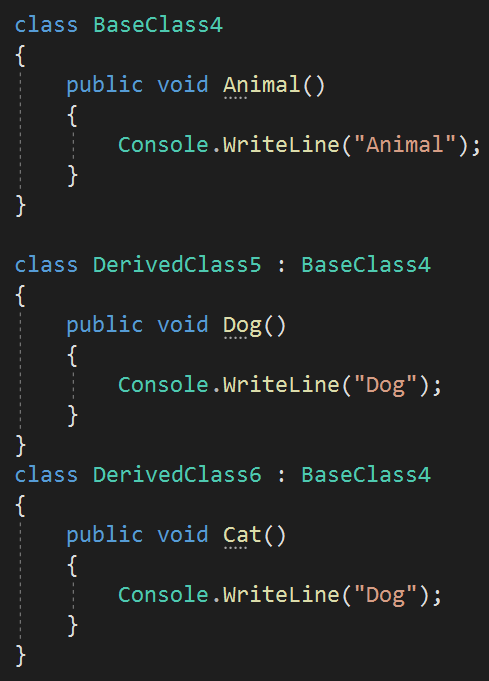 class BaseClass4
{
    public void Animal()
    {
        Console.WriteLine("Animal");
    }
}

class DerivedClass5 : BaseClass4
{
    public void Dog()
    {
        Console.WriteLine("Dog");
    }
}
class DerivedClass6 : BaseClass4
{
    public void Cat()
    {
        Console.WriteLine("Dog");
    }
}